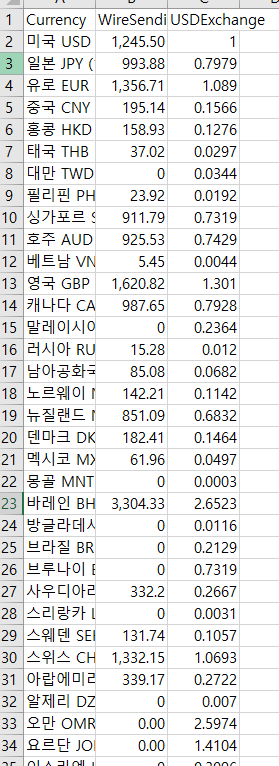 A B C
1 Currency WireSendi USDExchange
2 미국 USD 1,245.50 1
3 일본 JPY (1 993.88 0.7979
4 유로 EUR 1,356.71 1.089
5 중국 CNY 195.14 0.1566
6 홍콩 HKD 158.93 0.1276
7 태국 THB 37.02 0.0297
8 대만 TWD 0 0.0344
9 필리핀 PH 23.92 0.0192
10 싱가포르 S 911.79 0.7319
11 호주 AUD 925.53 0.7429
12 베트남 VN 5.45 0.0044
13 영국 GBP 1,620.82 1.301
14 캐나다 CA 987.65 0.7928
15 말레이시아 0 0.2364
16 러시아 RU 15.28 0.012
17 남아공화국 85.08 0.0682
18 노르웨이 N 142.21 0.1142
19 뉴질랜드 N 851.09 0.6832
20 덴마크 DK 182.41 0.1464
21 멕시코 MX 61.96 0.0497
22 몽골 MNT 0 0.0003
23 바레인 BH 3,304.33 2.6523
24 방글라데시 0 0.0116
25 브라질 BR 0 0.2129
26 브루나이 B 0 0.7319
27 사우디아라 332.2 0.2667
28 스리랑카 L 0 0.0031
29 스웨덴 SEK 131.74 0.1057
30 스위스 CH 1,332.15 1.0693
31 아랍에미리 339.17 0.2722
32 알제리 DZ 0 0.007
33 오만 OMR 0.00 2.5974
34 요르단 JO 0.00 1.4104